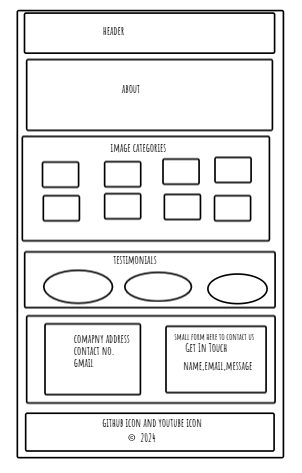 HEADER
ABOUT
IMAGE CATEGORIES
TESTIMONIALS
COMAPNY ADDRESS
CONTACT NO.
GMAIL
SMALL FORM HERE TO CONTACT US
GET IN TOUCH
NAME,EMAIL,MESSAGE
GITHUB ICON AND YOUTUBE ICON
© 2024